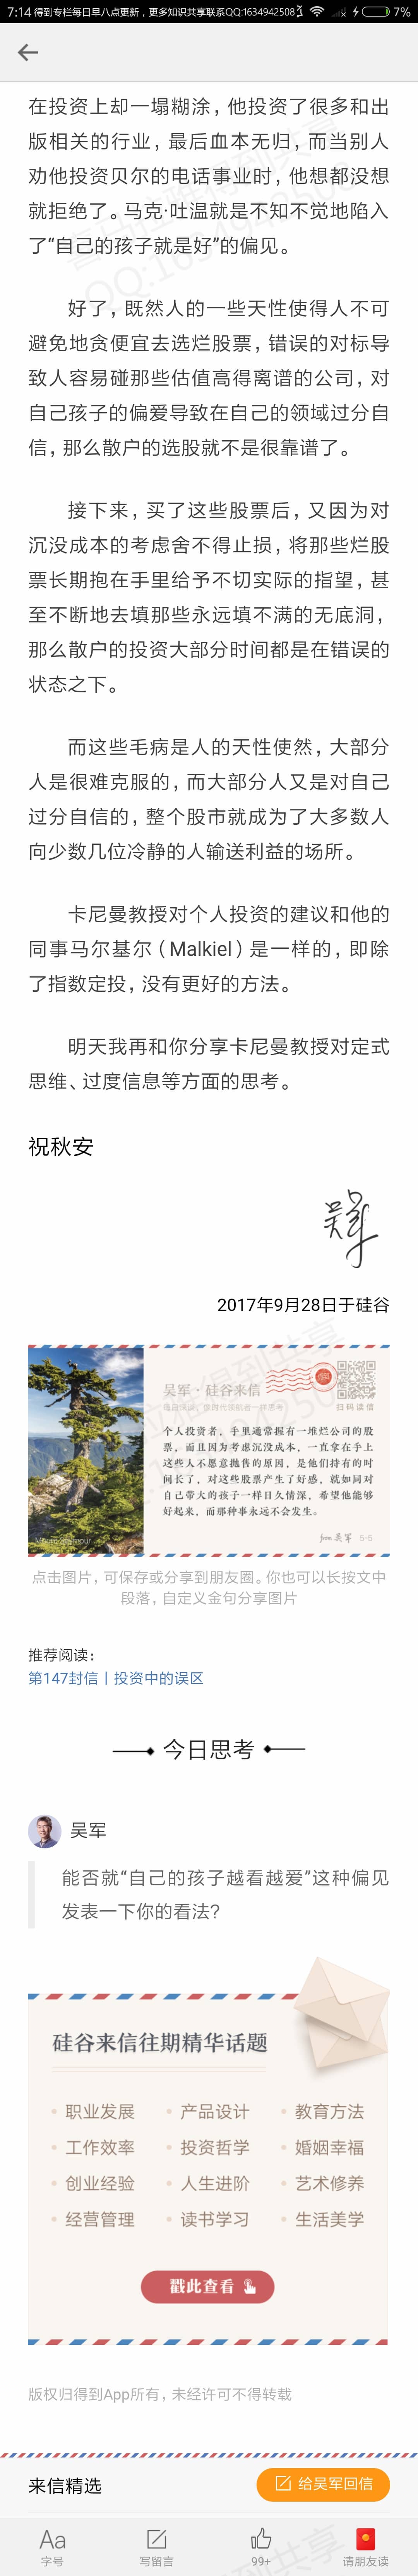 7:14 得到专栏每日早八点更新，更多知识共享联系QQ:1634942508 7%
在投资上却一塌糊涂，他投资了很多和出
版相关的行业，最后血本无归，而当别人
劝他投资贝尔的电话事业时，他想都没想
就拒绝了。马克·吐温就是不知不觉地陷入
了“自己的孩子就是好”的偏见。
好了，既然人的一些天性使得人不可
避免地贪便宜去选烂股票，错误的对标导
致人容易碰那些估值高得离谱的公司，对
自己孩子的偏爱导致在自己的领域过分自
信，那么散户的选股就不是很靠谱了。
接下来，买了这些股票后，又因为对
沉没成本的考虑舍不得止损，将那些烂股
票长期抱在手里给予不切实际的指望，甚
至不断地去填那些永远填不满的无底洞，
那么散户的投资大部分时间都是在错误的
状态之下。
而这些毛病是人的天性使然，大部分
人是很难克服的，而大部分人又是对自己
过分自信的，整个股市就成为了大多数人
向少数几位冷静的人输送利益的场所。
卡尼曼教授对个人投资的建议和他的
同事马尔基尔（Malkiel）是一样的，即除
了指数定投，没有更好的方法。
明天我再和你分享卡尼曼教授对定式
思维、过度信息等方面的思考。
祝秋安
吴军
2017年9月28日于硅谷
吴军·硅谷来信
扫码读信
个人投资者，手里通常握有一堆烂公司的股
票，而且因为考虑沉没成本，一直拿在手上
这些人不愿意抛售的原因，是他们持有的时
间长了，对这些股票产生了好感，就如同对
自己带大的孩子一样日久情深，希望他能够
好起来，而那种事永远不会发生。
from 吴军 5-5
点击图片，可保存或分享到朋友圈。你也可以长按文中
段落，自定义金句分享图片
推荐阅读：
第147封信丨投资中的误区
今日思考
吴军
能否就“自己的孩子越看越爱”这种偏见
发表一下你的看法？
硅谷来信往期精华话题
职业发展 产品设计 教育方法
工作效率 投资哲学 婚姻幸福
创业经验 人生进阶 艺术修养
经营管理 读书学习 生活美学
戳此查看
版权归得到App所有，未经许可不得转载
来信精选 给吴军回信
Aa
字号 写留言 99+ 请朋友读